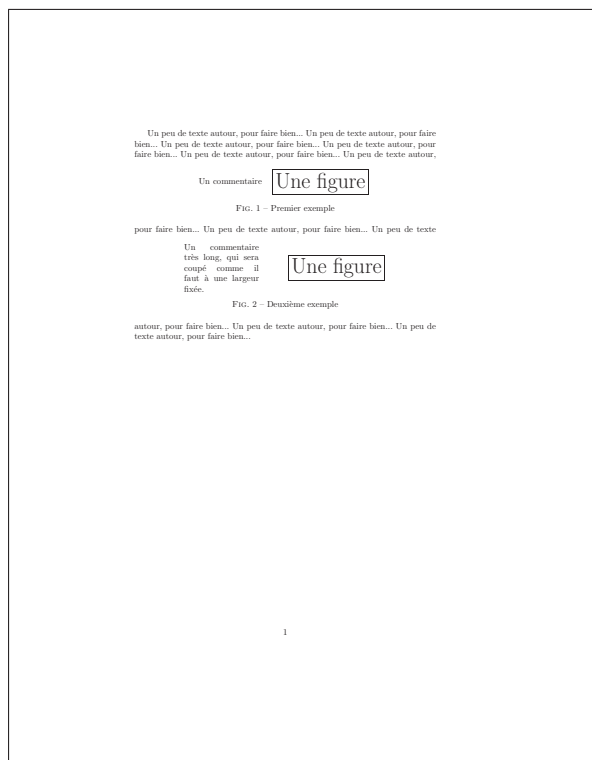 Un peu de texte autour, pour faire bien... Un peu de texte autour, pour faire
bien... Un peu de texte autour, pour faire bien... Un peu de texte autour, pour
faire bien... Un peu de texte autour, pour faire bien... Un peu de texte autour,
Un commentaire Une figure
Fig. 1 – Premier exemple
pour faire bien... Un peu de texte autour, pour faire bien... Un peu de texte
Un commentaire
très long, qui sera
coupé comme il
faut à une largeur
fixée.
Une figure
Fig. 2 – Deuxième exemple
autour, pour faire bien... Un peu de texte autour, pour faire bien... Un peu de
texte autour, pour faire bien...
1